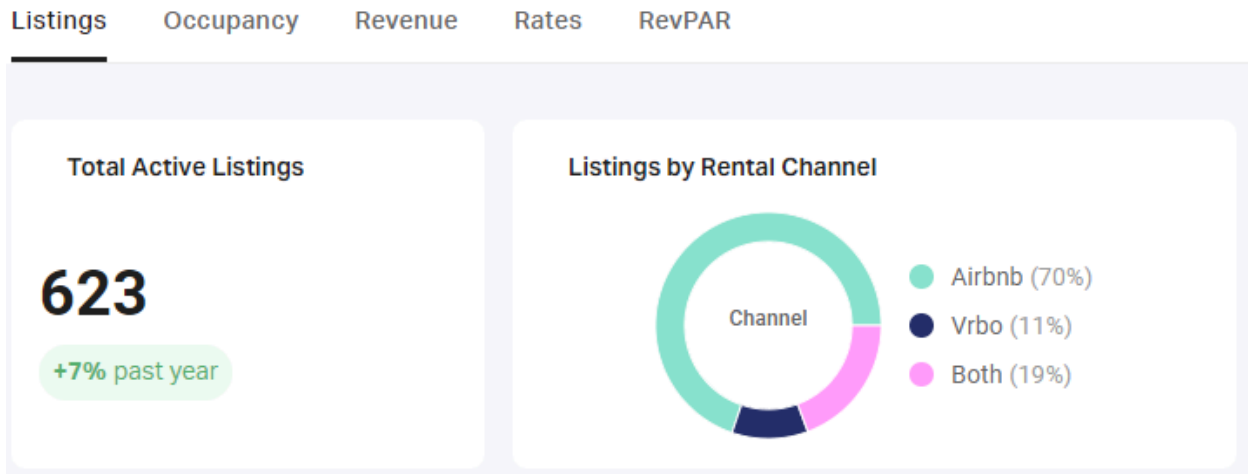 Listings Occupancy Revenue Rates RevPAR
Total Active Listings
623
+7% past year
Listings by Rental Channel
Channel
Airbnb (70%)
Vrbo (11%)
Both (19%)